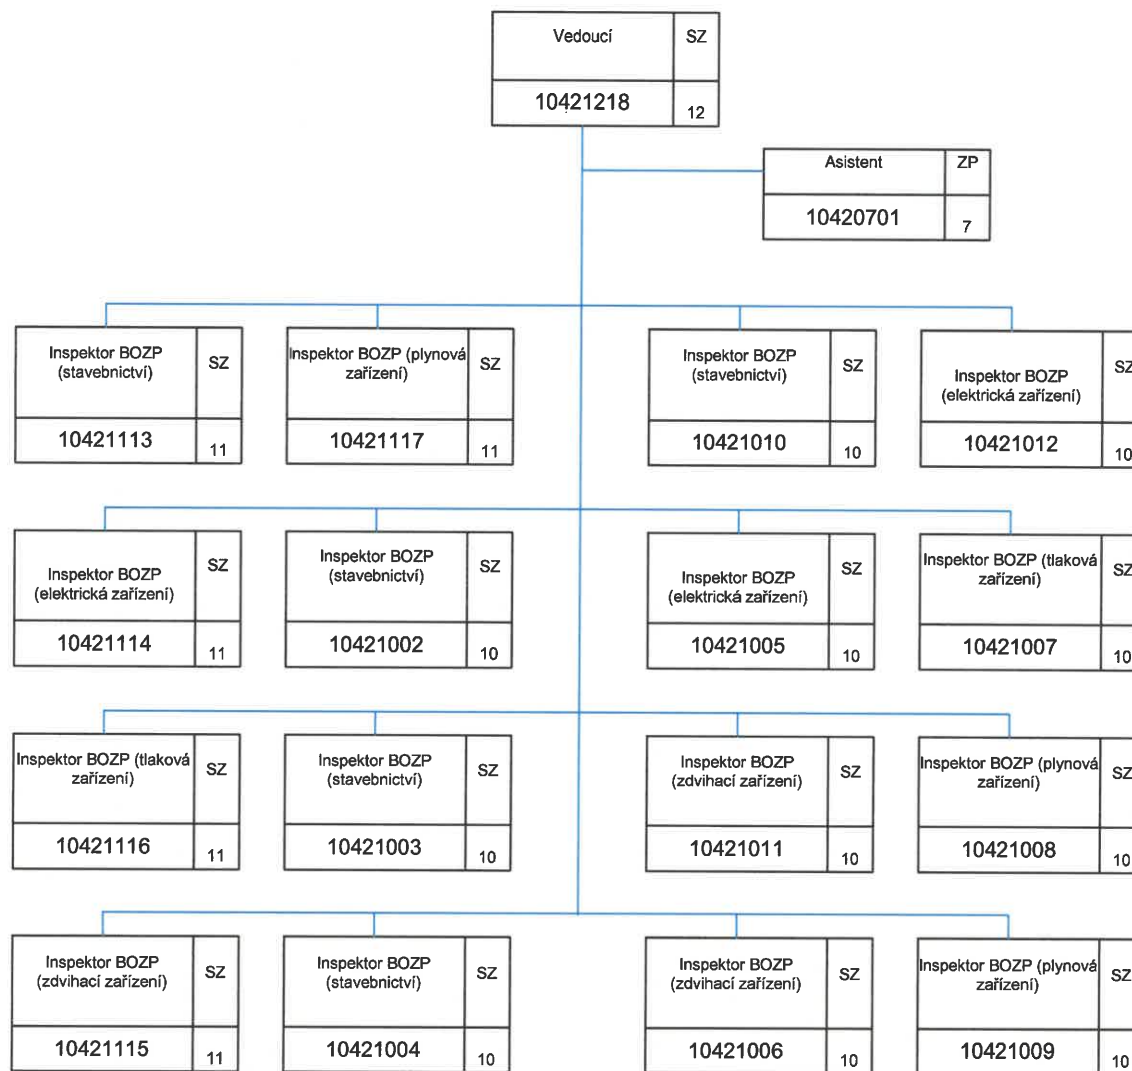 Vedoucí
SZ
10421218
12
Asistent
ZP
10420701
7
Inspektor BOZP
(stavebnictví)
SZ
10421113
11
Inspektor BOZP (plynová
zařízení)
SZ
10421117
11
Inspektor BOZP
(stavebnictví)
SZ
10421010
10
Inspektor BOZP
(elektrická zařízení)
SZ
10421012
10
Inspektor BOZP
(elektrická zařízení)
SZ
10421114
11
Inspektor BOZP
(stavebnictví)
SZ
10421002
10
Inspektor BOZP
(elektrická zařízení)
SZ
10421005
10
Inspektor BOZP (tlaková
zařízení)
SZ
10421007
10
Inspektor BOZP (tlaková
zařízení)
SZ
10421116
11
Inspektor BOZP
(stavebnictví)
SZ
10421003
10
Inspektor BOZP
(zdvihací zařízení)
SZ
10421011
10
Inspektor BOZP (plynová
zařízení)
SZ
10421008
10
Inspektor BOZP
(zdvihací zařízení)
SZ
10421115
11
Inspektor BOZP
(stavebnictví)
SZ
10421004
10
Inspektor BOZP
(zdvihací zařízení)
SZ
10421006
10
Inspektor BOZP (plynová
zařízení)
SZ
10421009
10